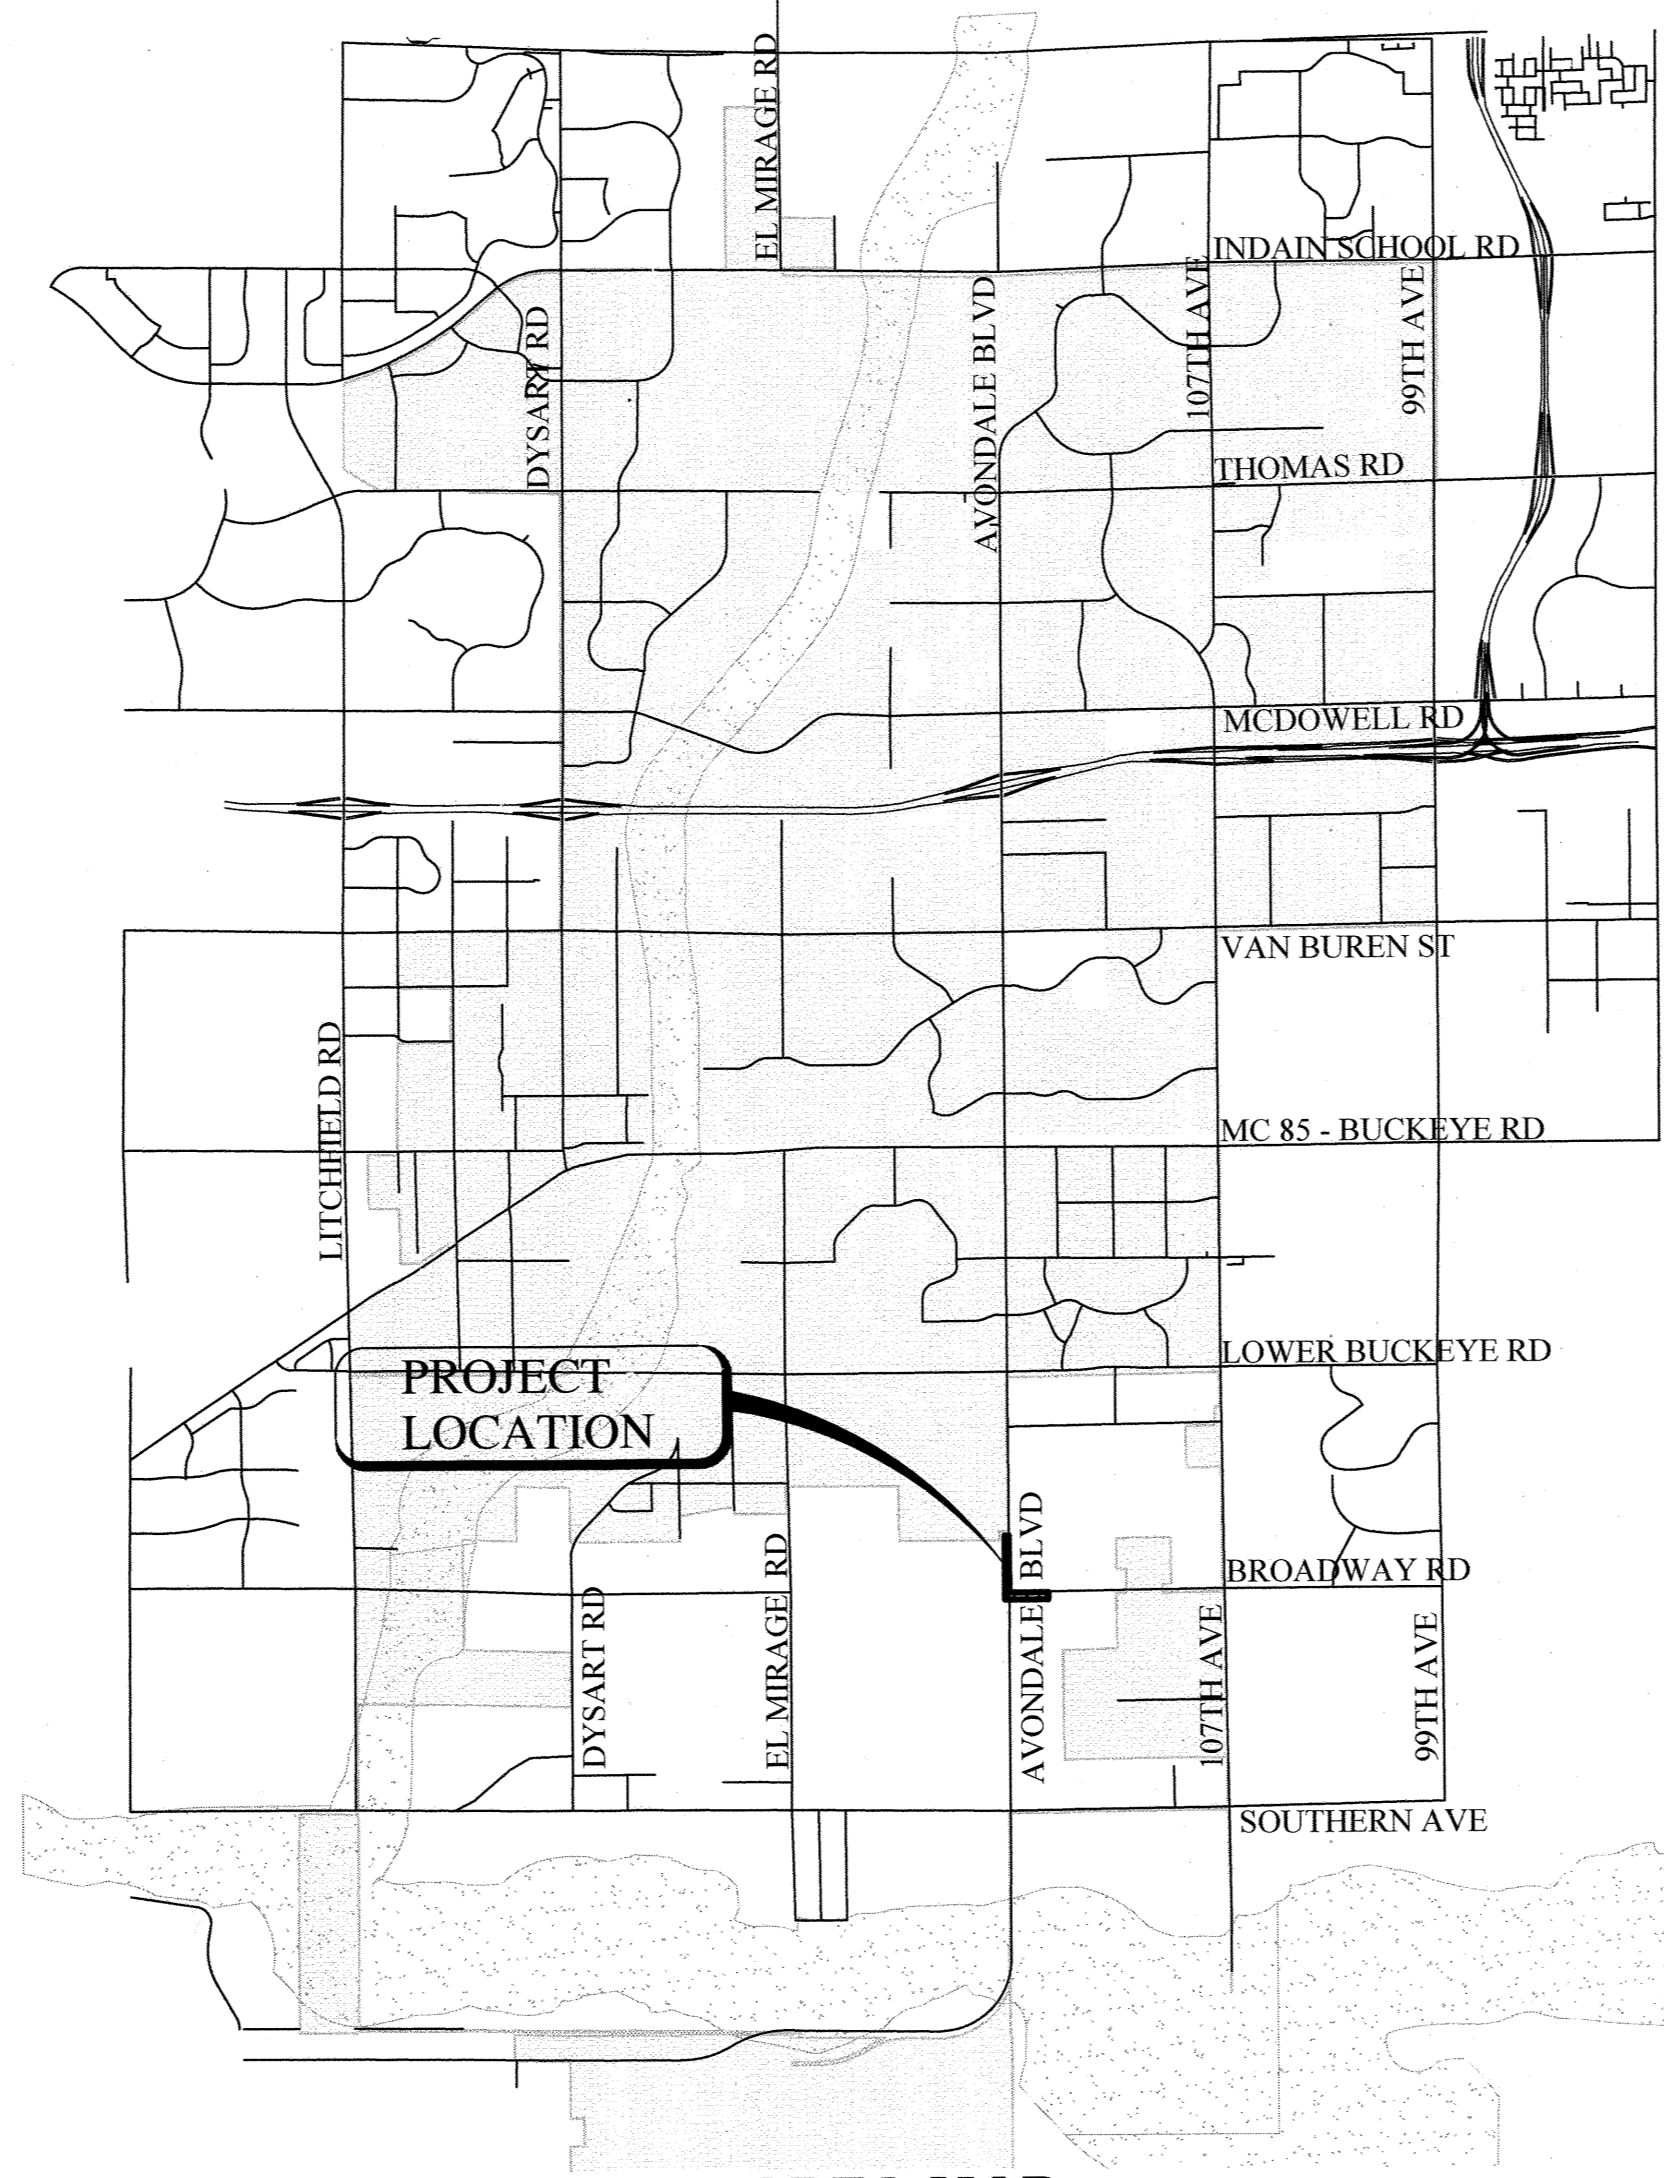 EL MIRAGE RD
INDAIN SCHOOL RD
DYSART RD
AVONDALE BLVD
107TH AVE
99TH AVE
THOMAS RD
MCDOWELL RD
VAN BUREN ST
LITCHFIELD RD
MC 85 - BUCKEYE RD
LOWER BUCKEYE RD
PROJECT
LOCATION
BROADWAY RD
DYSART RD
EL MIRAGE RD
AVONDALE BLVD
107TH AVE
99TH AVE
SOUTHERN AVE